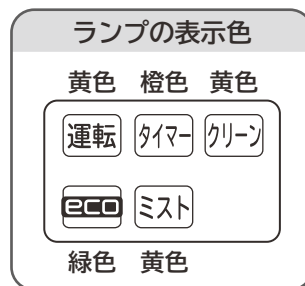 ランプの表示色
黄色 橙色 黄色
運転 タイマー クリーン
eco ミスト
緑色 黄色